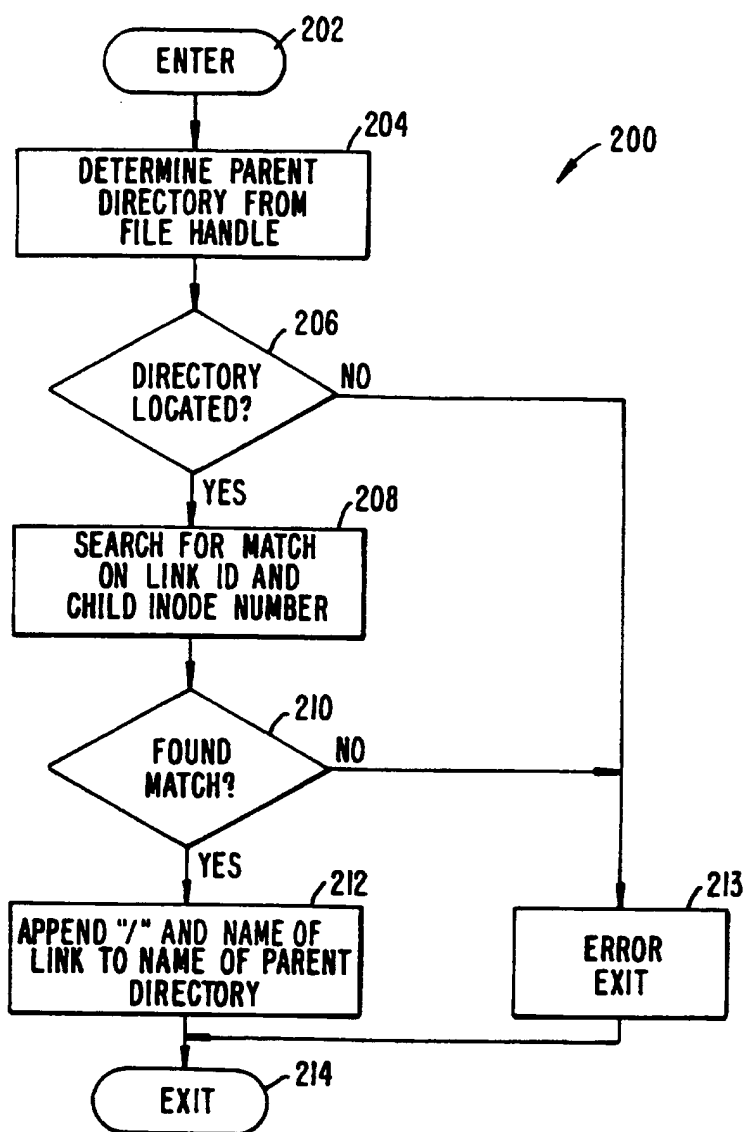 202
ENTER
204
200
DETERMINE PARENT
DIRECTORY FROM
FILE HANDLE
206
DIRECTORY
LOCATED?
NO
YES
208
SEARCH FOR MATCH
ON LINK ID AND
CHILD INODE NUMBER
210
FOUND
MATCH?
NO
YES
212
213
APPEND "/" AND NAME OF
LINK TO NAME OF PARENT
DIRECTORY
ERROR
EXIT
214
EXIT